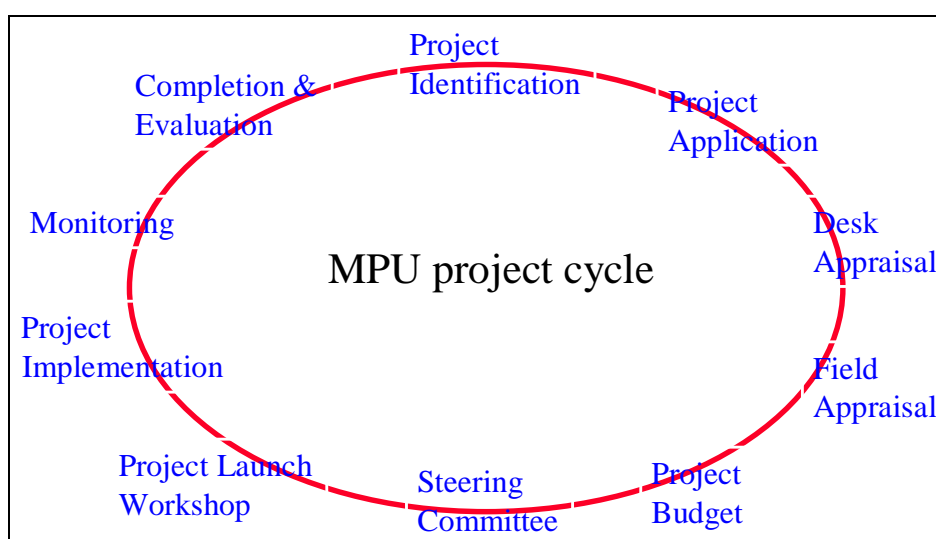 Project
Identification
Project
Application
Desk
Appraisal
Field
Appraisal
Project
Budget
Steering
Committee
Project Launch
Workshop
Project
Implementation
Monitoring
Completion &
Evaluation
MPU project cycle